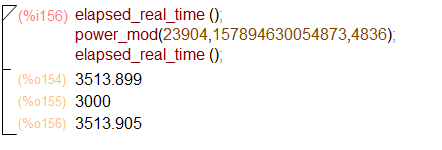 (%i156) elapsed_real_time ();
power_mod(23904,157894630054873,4836);
elapsed_real_time ();
(%o154) 3513.899
(%o155) 3000
(%o156) 3513.905